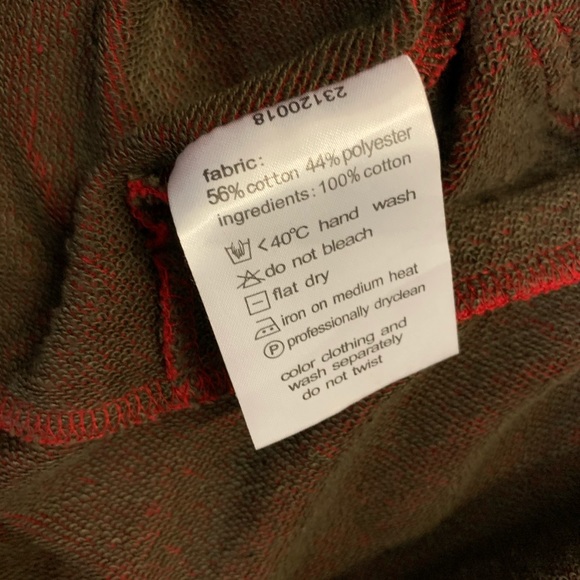 23120018
fabric:
56% cotton 44% polyester
ingredients: 100% cotton
< 40°C hand wash
do not bleach
flat dry
iron on medium heat
P professionally dryclean
color clothing and
wash separately
do not twist